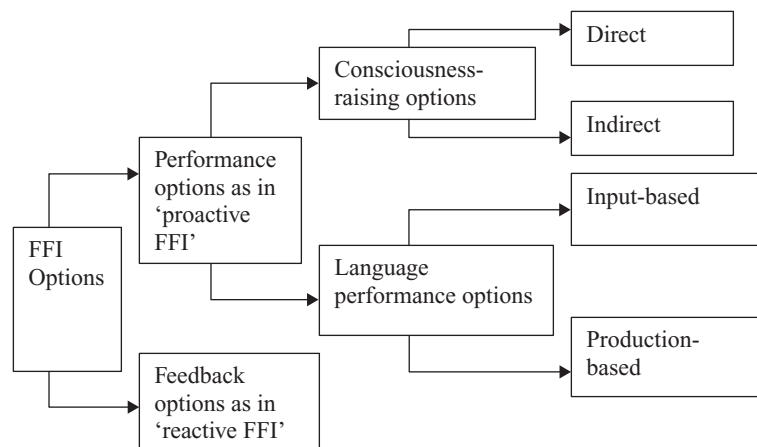 FFI
Options
Performance
options as in
‘proactive
FFI’
Feedback
options as in
‘reactive FFI’
Consciousness-
raising options
Language
performance options
Direct
Indirect
Input-based
Production-
based